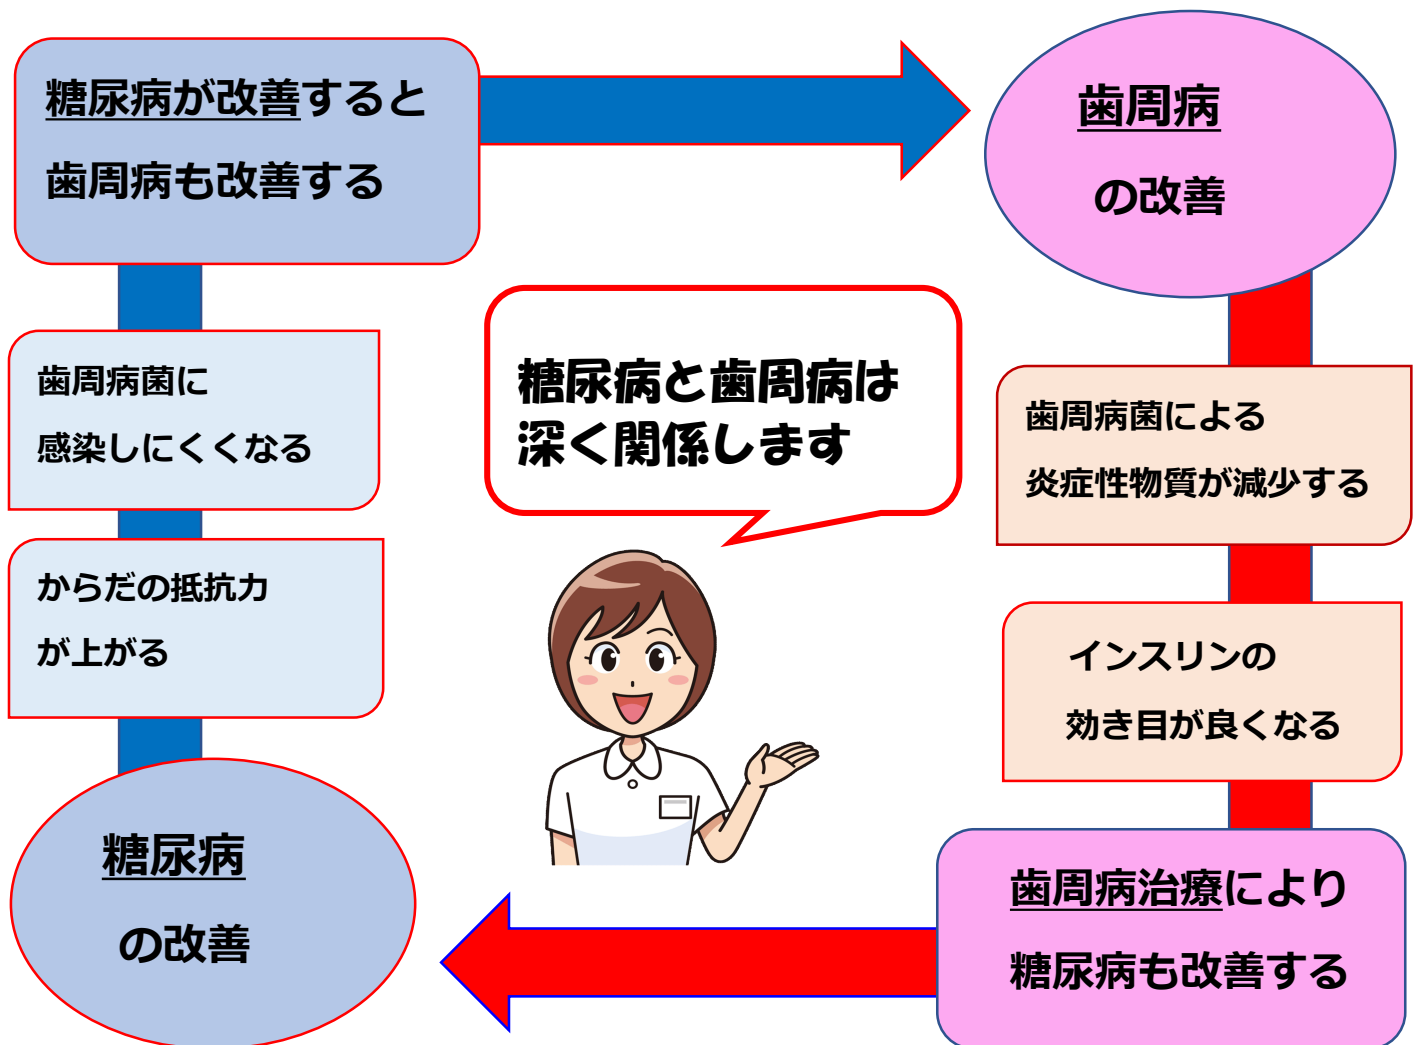 糖尿病が改善すると
歯周病も改善する
歯周病
の改善
糖尿病と歯周病は
深く関係します
歯周病菌に
感染しにくくなる
からだの抵抗力
が上がる
歯周病菌による
炎症性物質が減少する
インスリンの
効き目が良くなる
糖尿病
の改善
歯周病治療により
糖尿病も改善する